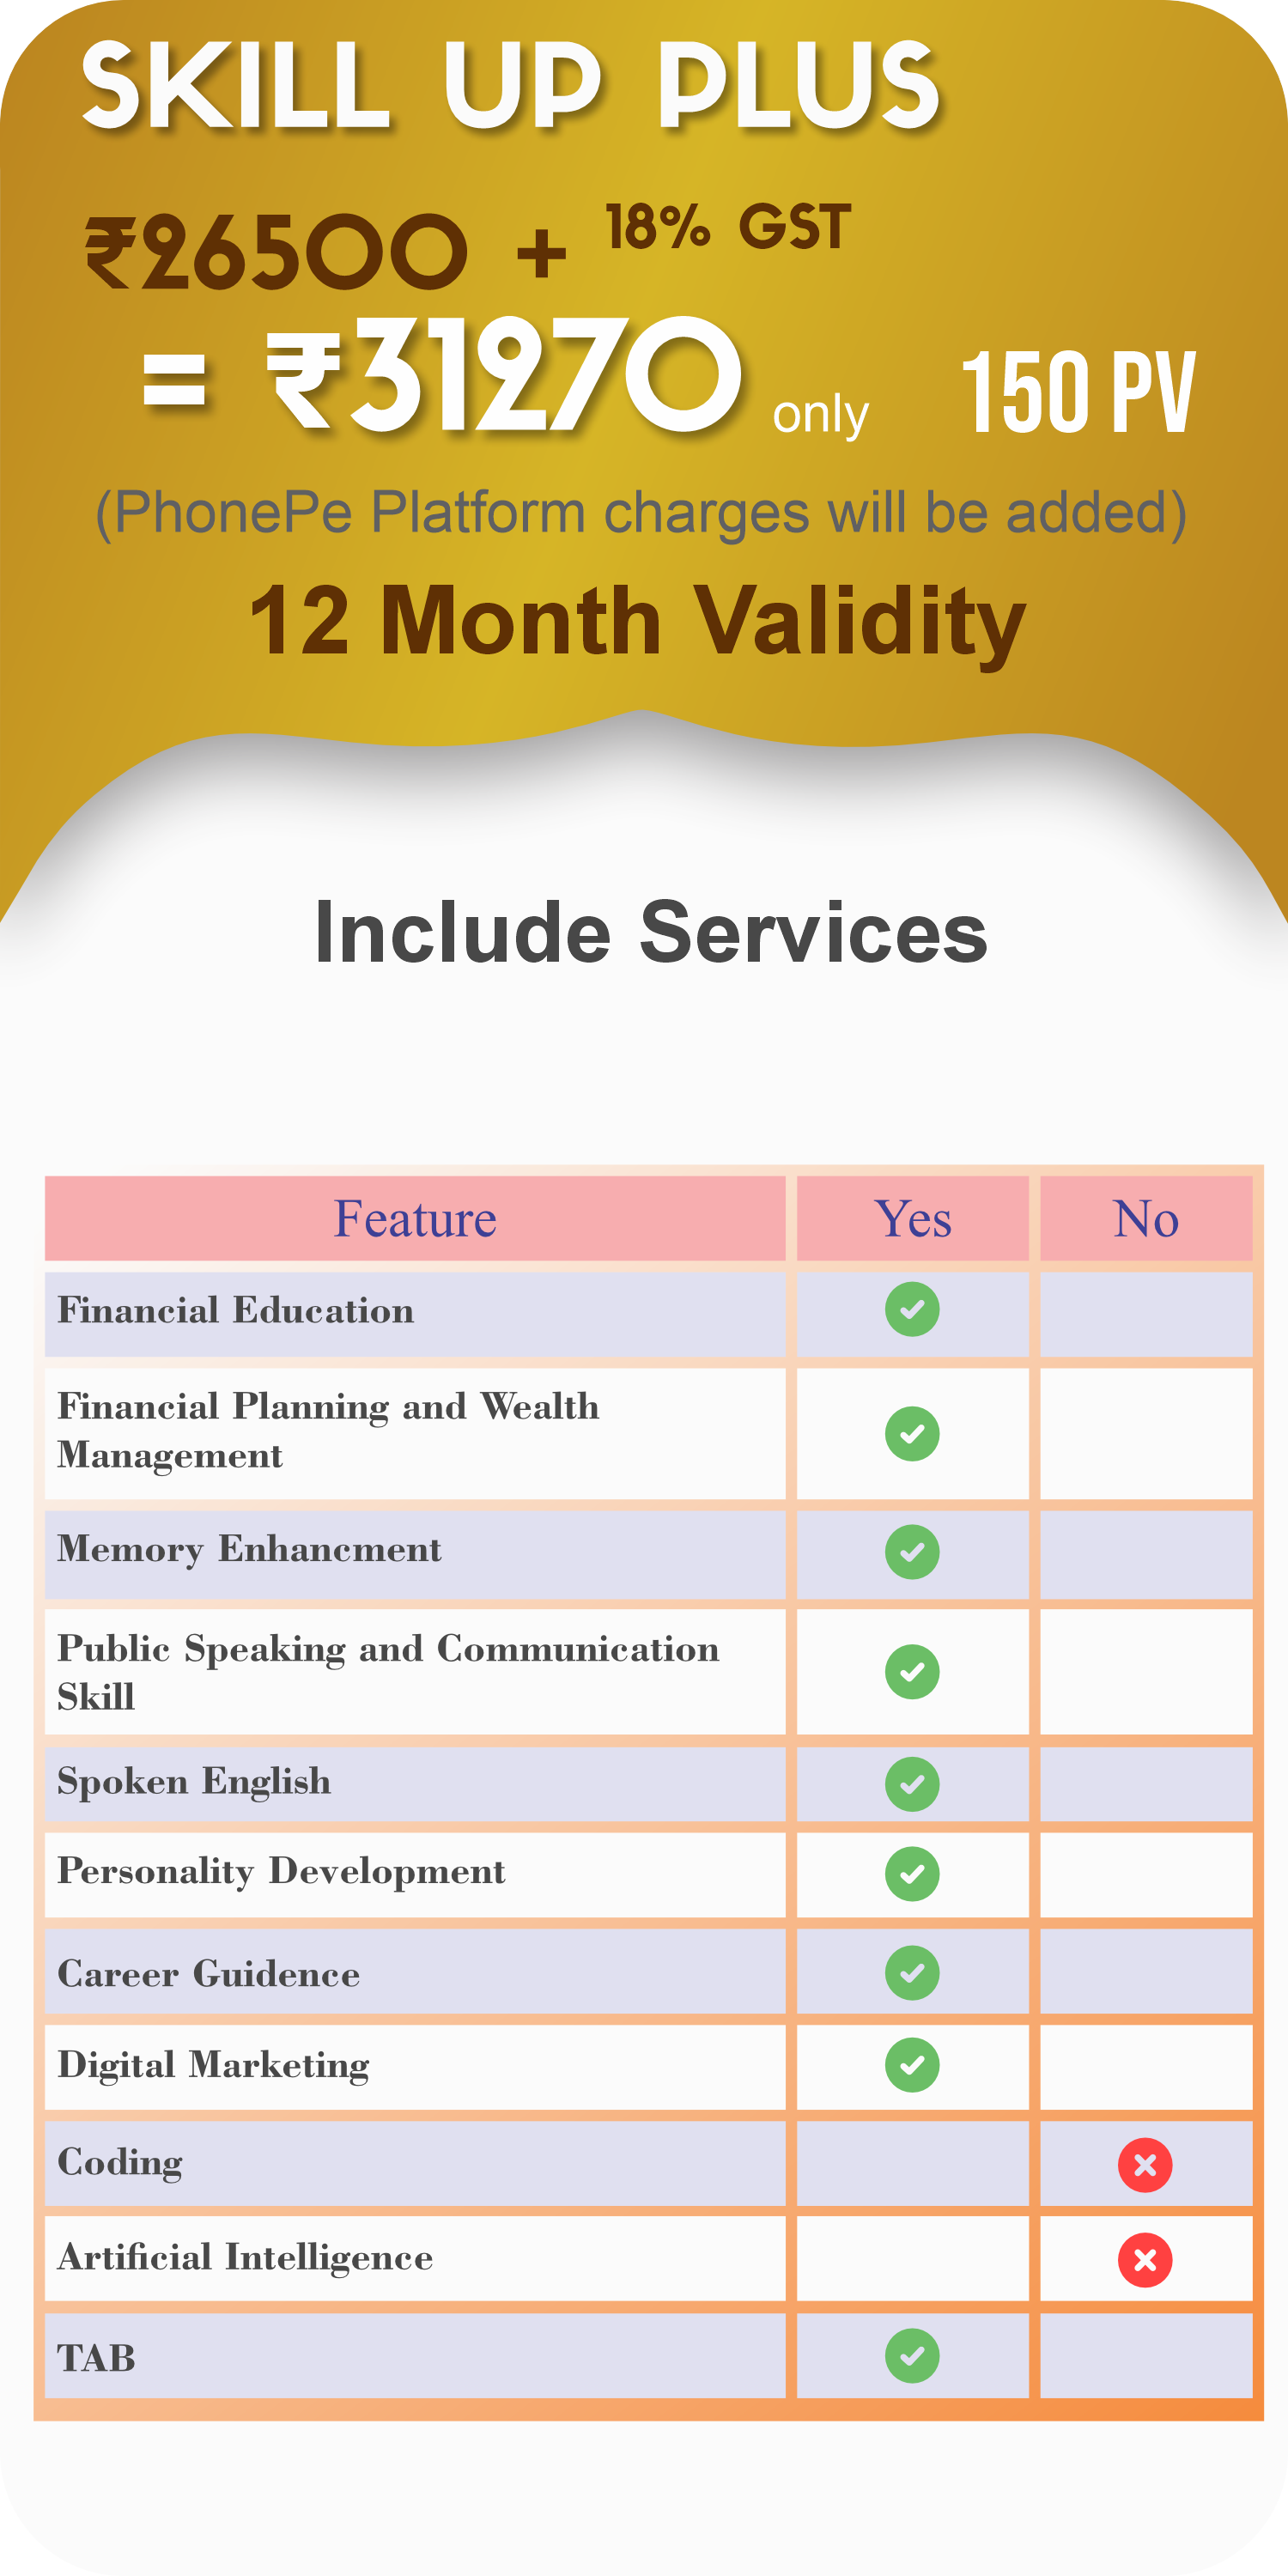 SKILL UP PLUS
₹26500 + 18% GST
= ₹31270 only 150 PV
(PhonePe Platform charges will be added)
12 Month Validity
Include Services
Feature Yes No
Financial Education
Financial Planning and Wealth
Management
Memory Enhancment
Public Speaking and Communication
Skill
Spoken English
Personality Development
Career Guidence
Digital Marketing
Coding
Artificial Intelligence
TAB